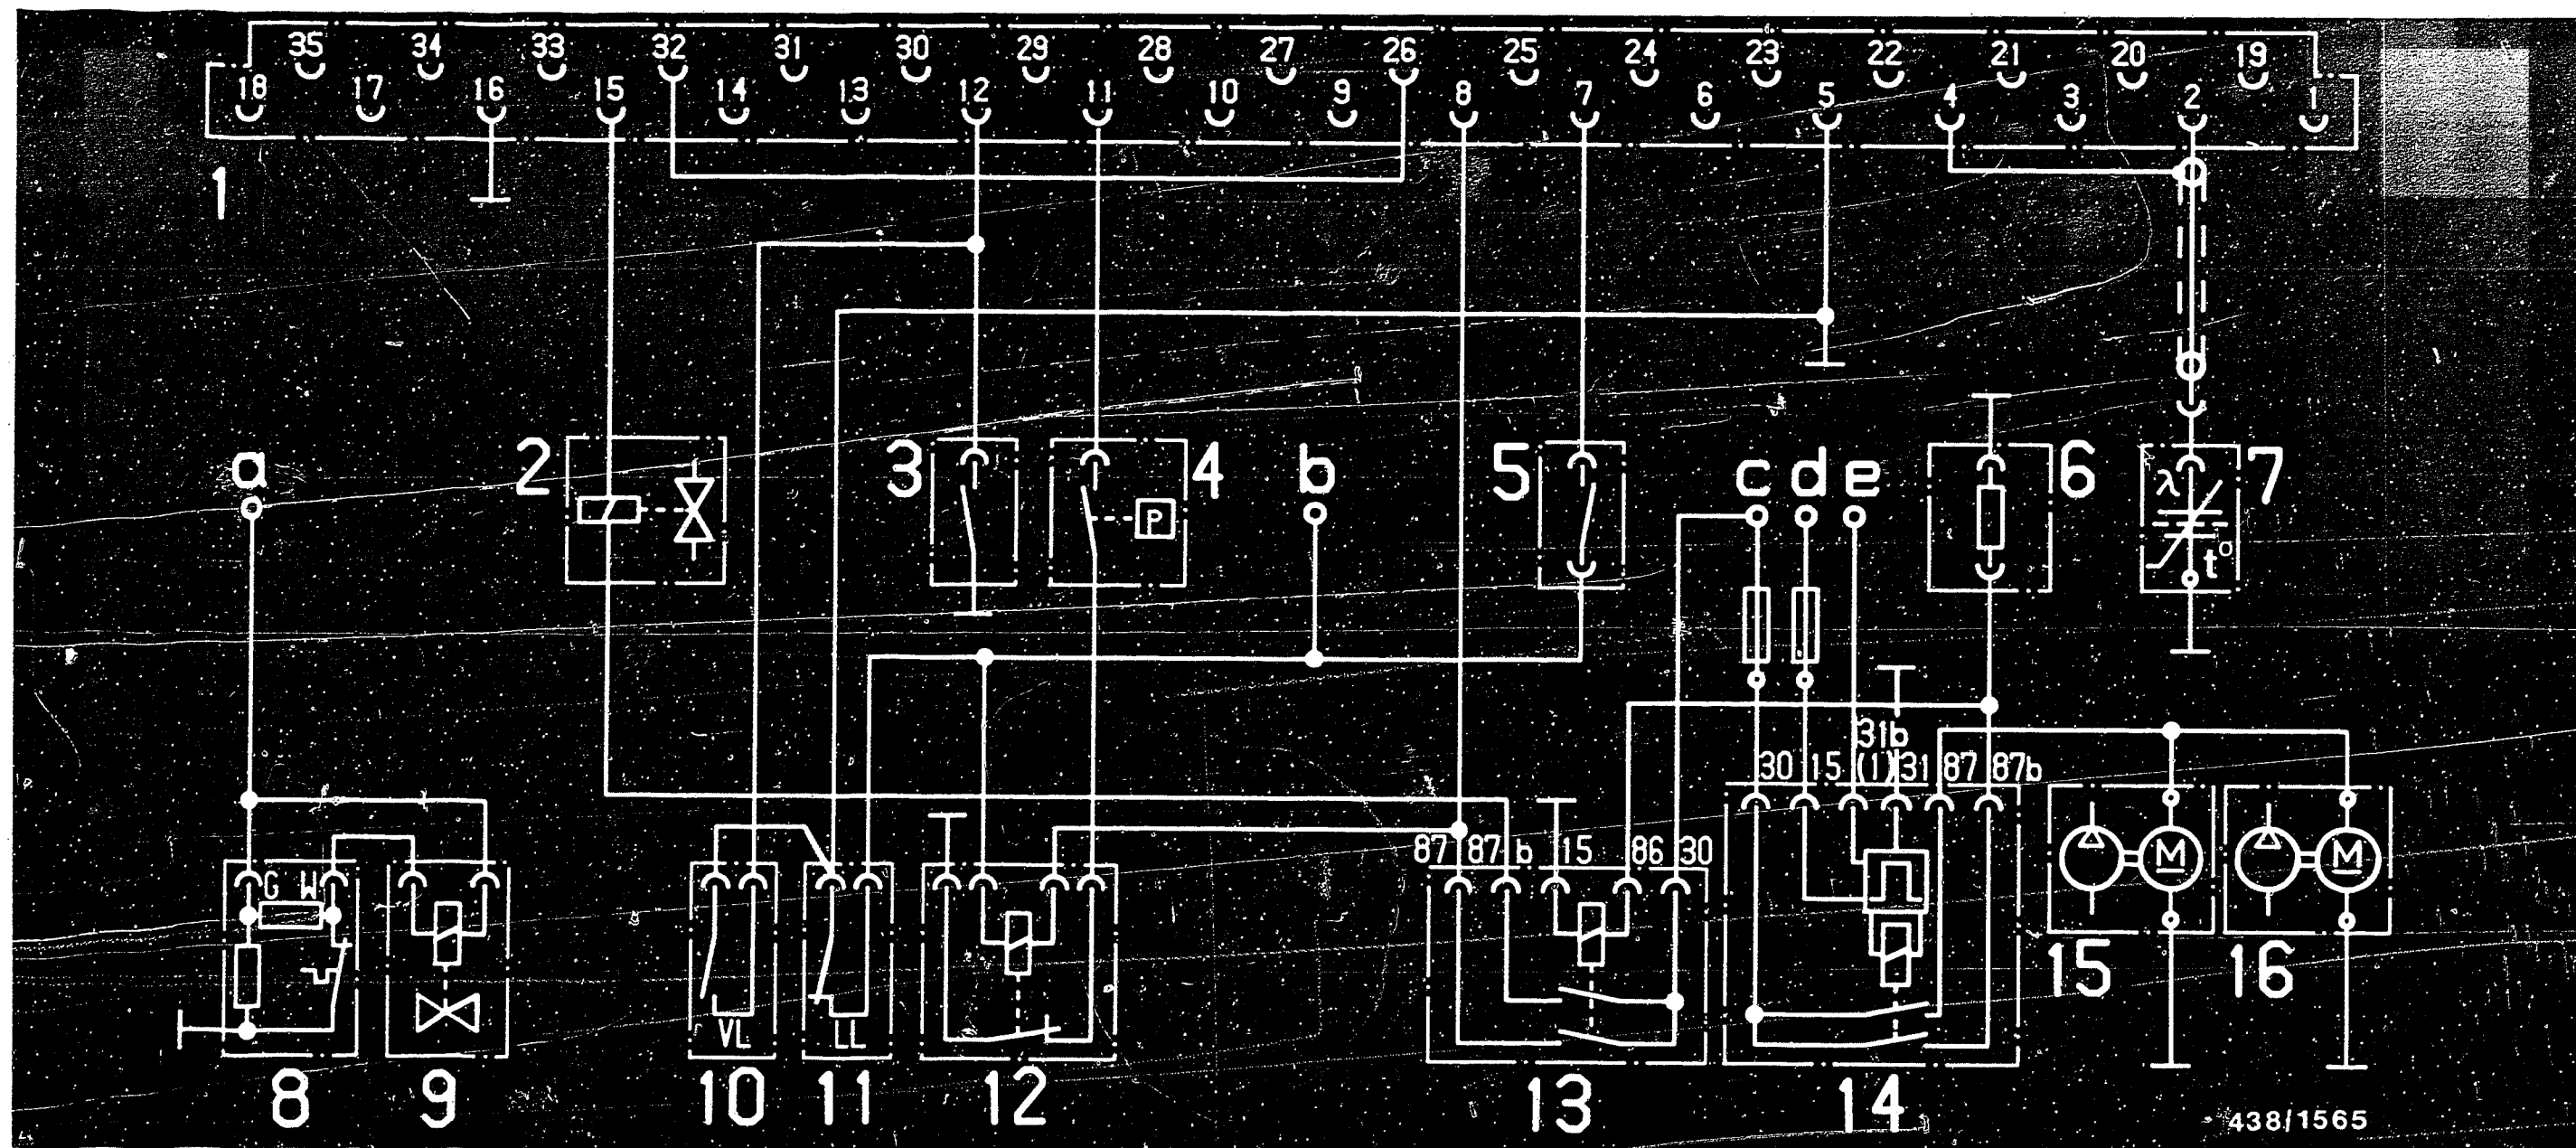 35 34 33 32 31 30 29 28 27 26 25 24 23 22 21 20 19
18 17 16 15 14 13 12 11 10 9 8 7 6 5 4 3 2 1
1
a 2 3 4 b 5 c d e 6 7
P λ t°
31b
30 15 (1) 31 87 87b
87 87b 15 86 30
G W
VL LL
15 16
8 9 10 11 12 13 14
438/1565